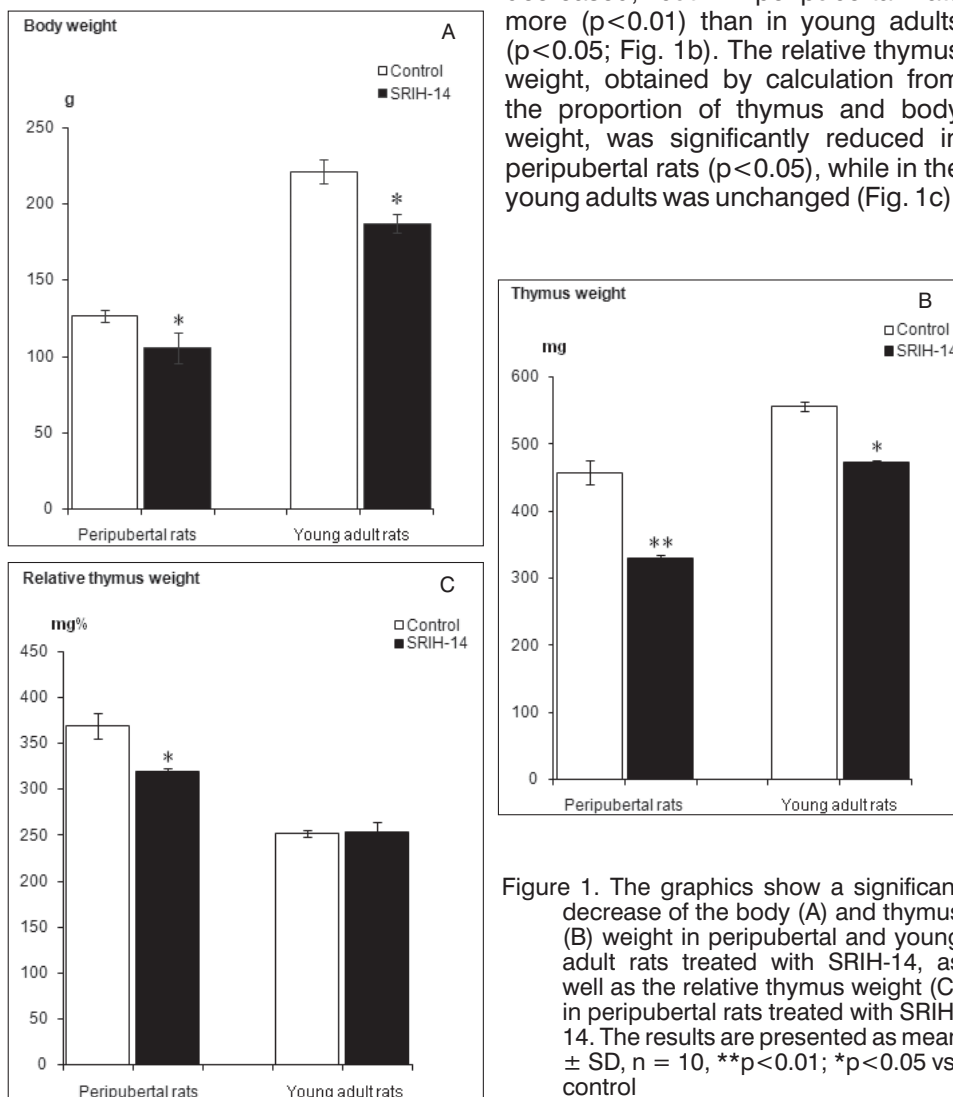 Body weight
A
Control
SRIH-14
g
250
200
150
100
50
0
*
*
Peripubertal rats
Young adult rats
decreased, peripubertal
more (p<0.01) than in young adults
(p<0.05; Fig. 1b). The relative thymus
weight, obtained by calculation from
the proportion of thymus and body
weight, was significantly reduced in
peripubertal rats (p<0.05), while in the
young adults was unchanged (Fig. 1c)
Thymus weight
B
Control
SRIH-14
mg
600
500
400
300
200
100
0
**
*
Peripubertal rats
Young adult rats
Relative thymus weight
C
Control
SRIH-14
mg%
450
400
350
300
250
200
150
100
50
0
*
Peripubertal rats
Young adult rats
Figure 1. The graphics show a significan
decrease of the body (A) and thymus
(B) weight in peripubertal and young
adult rats treated with SRIH-14, as
well as the relative thymus weight (C
in peripubertal rats treated with SRIH
14. The results are presented as mean
± SD, n = 10, **p<0.01; *p<0.05 vs
control